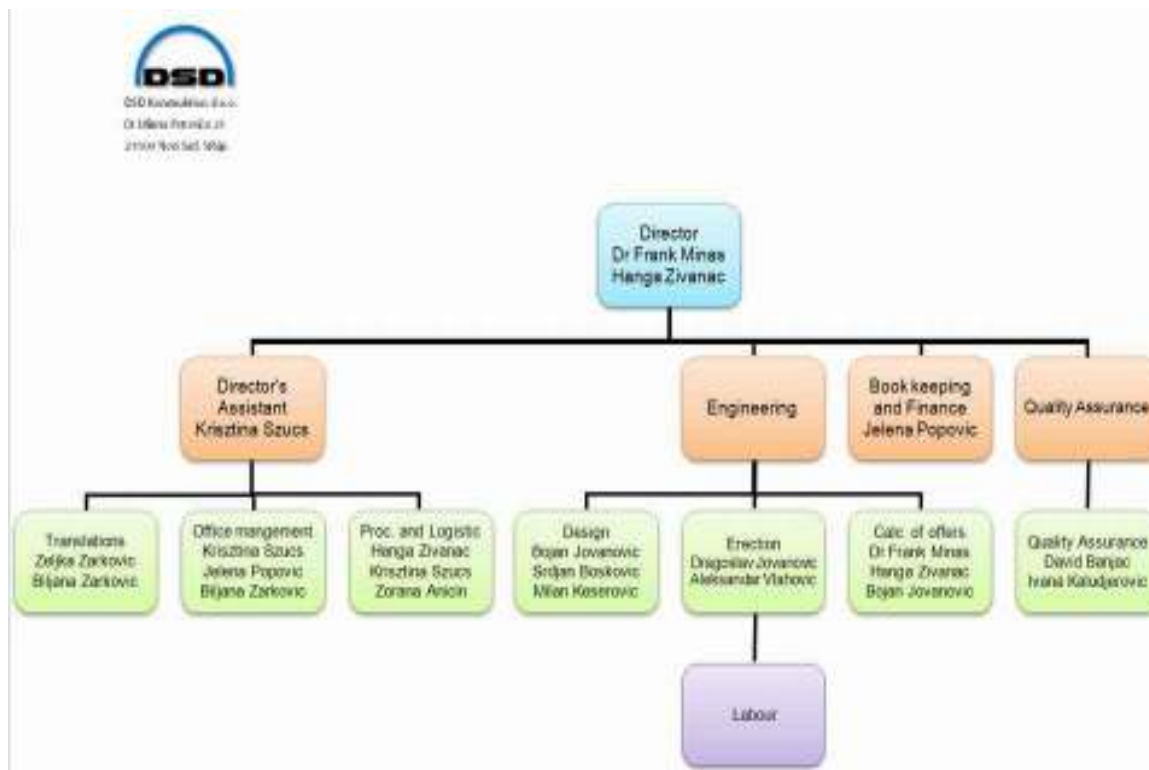 DSD
DSD Konstruktion d.o.o.
Director
Dr Frank Minas
Hanga Zivanac
Director's
Assistant
Krisztina Szucs
Engineering
Book keeping
and Finance
Jelena Popovic
Quality Assurance
Translations
Zeljka Zarkovic
Biljana Zarkovic
Office mangement
Krisztina Szucs
Jelena Popovic
Biljana Zarkovic
Proc. and Logistic
Hanga Zivanac
Krisztina Szucs
Zorana Anicin
Design
Bojan Jovanovic
Srdjan Boskovic
Milan Keserovic
Erection
Dragoslav Jovanovic
Aleksandar Vlahovic
Calc. of offers
Dr Frank Minas
Hanga Zivanac
Bojan Jovanovic
Quality Assurance
David Banjac
Ivana Kaludjerovic
Labour